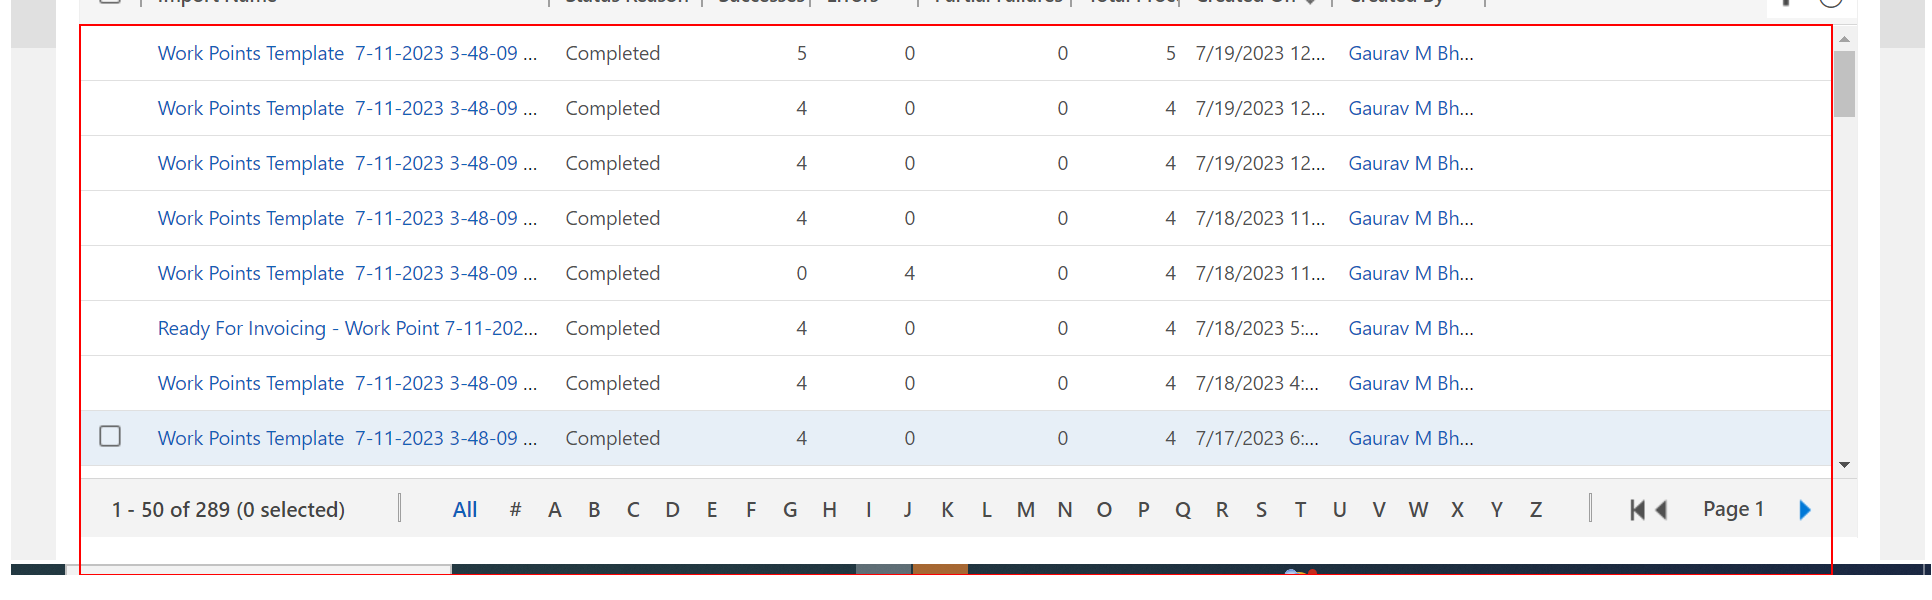 Import Name Status Reason Successes Errors Partial Failures Total Proc Created On Created By
Work Points Template 7-11-2023 3-48-09 ... Completed 5 0 0 5 7/19/2023 12... Gaurav M Bh...
Work Points Template 7-11-2023 3-48-09 ... Completed 4 0 0 4 7/19/2023 12... Gaurav M Bh...
Work Points Template 7-11-2023 3-48-09 ... Completed 4 0 0 4 7/19/2023 12... Gaurav M Bh...
Work Points Template 7-11-2023 3-48-09 ... Completed 4 0 0 4 7/18/2023 11... Gaurav M Bh...
Work Points Template 7-11-2023 3-48-09 ... Completed 0 4 0 4 7/18/2023 11... Gaurav M Bh...
Ready For Invoicing - Work Point 7-11-202... Completed 4 0 0 4 7/18/2023 5:... Gaurav M Bh...
Work Points Template 7-11-2023 3-48-09 ... Completed 4 0 0 4 7/18/2023 4:... Gaurav M Bh...
Work Points Template 7-11-2023 3-48-09 ... Completed 4 0 0 4 7/17/2023 6:... Gaurav M Bh...
1 - 50 of 289 (0 selected) All # A B C D E F G H I J K L M N O P Q R S T U V W X Y Z Page 1